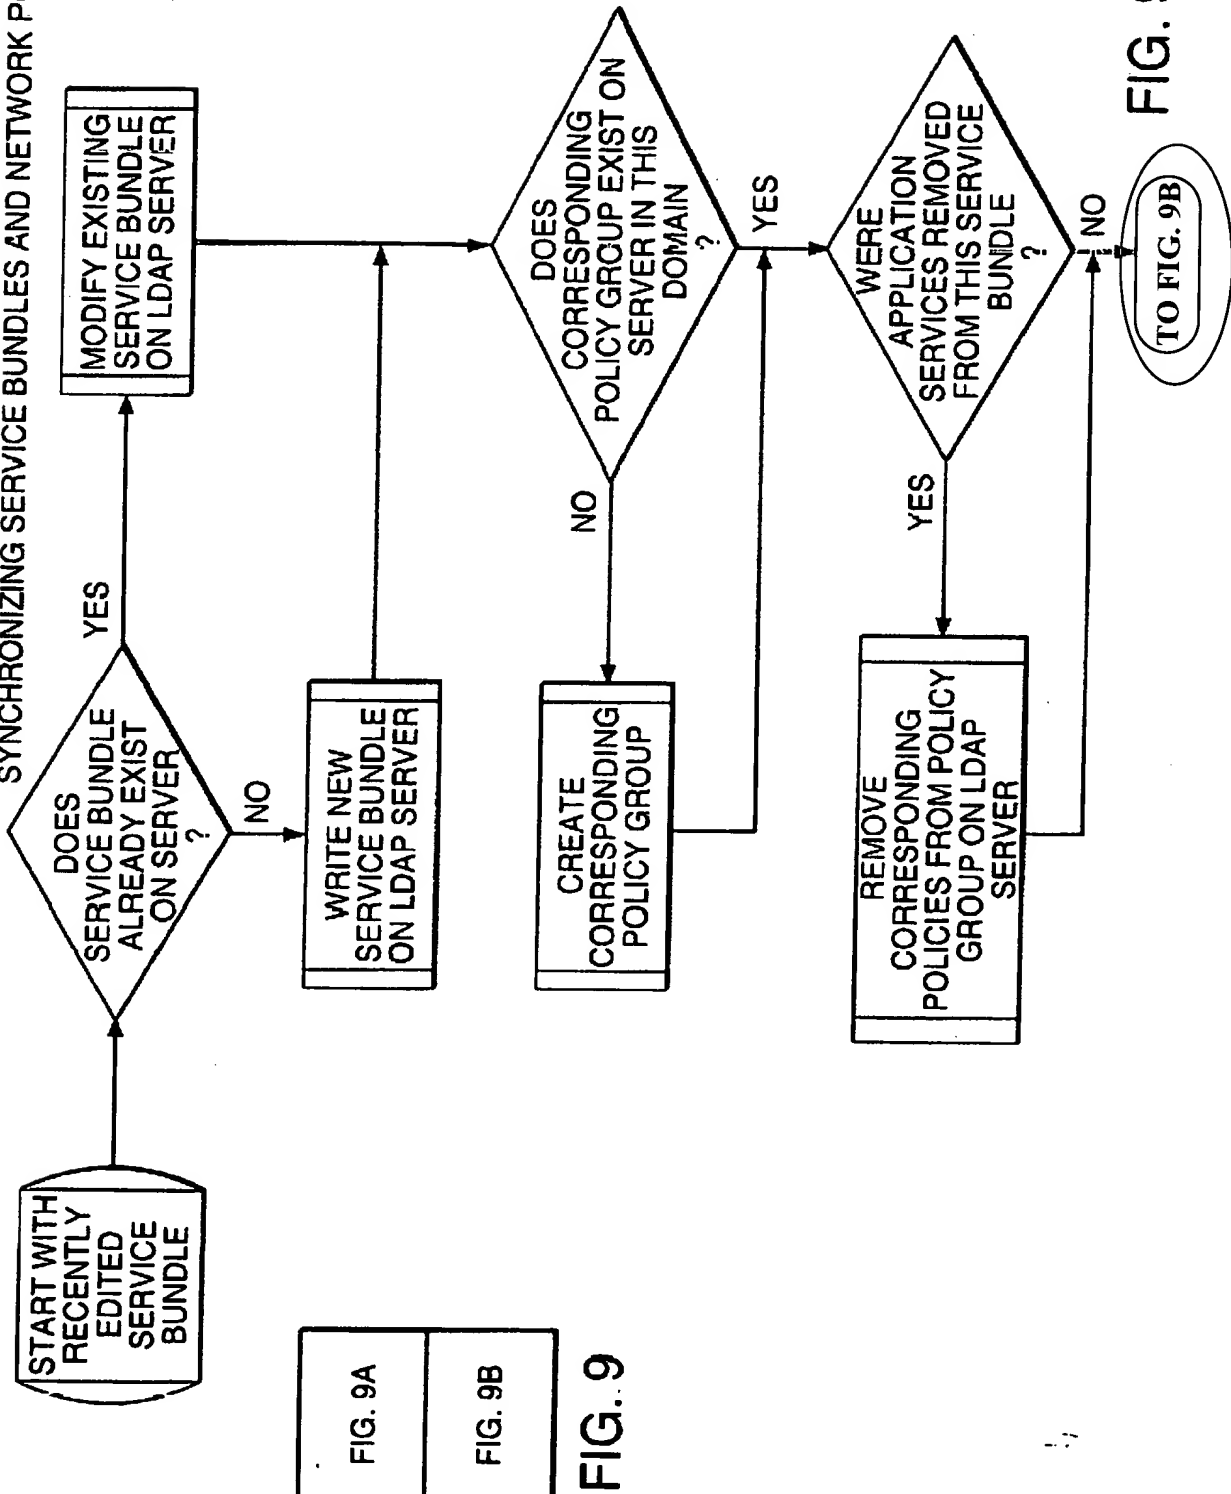 SYNCHRONIZING SERVICE BUNDLES AND NETWORK
START WITH
RECENTLY
EDITED
SERVICE
BUNDLE
DOES
SERVICE BUNDLE
ALREADY EXIST
ON SERVER
?
YES
MODIFY EXISTING
SERVICE BUNDLE
ON LDAP SERVER
NO
WRITE NEW
SERVICE BUNDLE
ON LDAP SERVER
DOES
CORRESPONDING
POLICY GROUP EXIST ON
SERVER IN THIS
DOMAIN
?
NO
CREATE
CORRESPONDING
POLICY GROUP
YES
WERE
APPLICATION
SERVICES REMOVED
FROM THIS SERVICE
BUNDLE
?
YES
REMOVE
CORRESPONDING
POLICIES FROM POLICY
GROUP ON LDAP
SERVER
NO
TO FIG. 9B
FIG.
FIG. 9A
FIG. 9B
FIG. 9